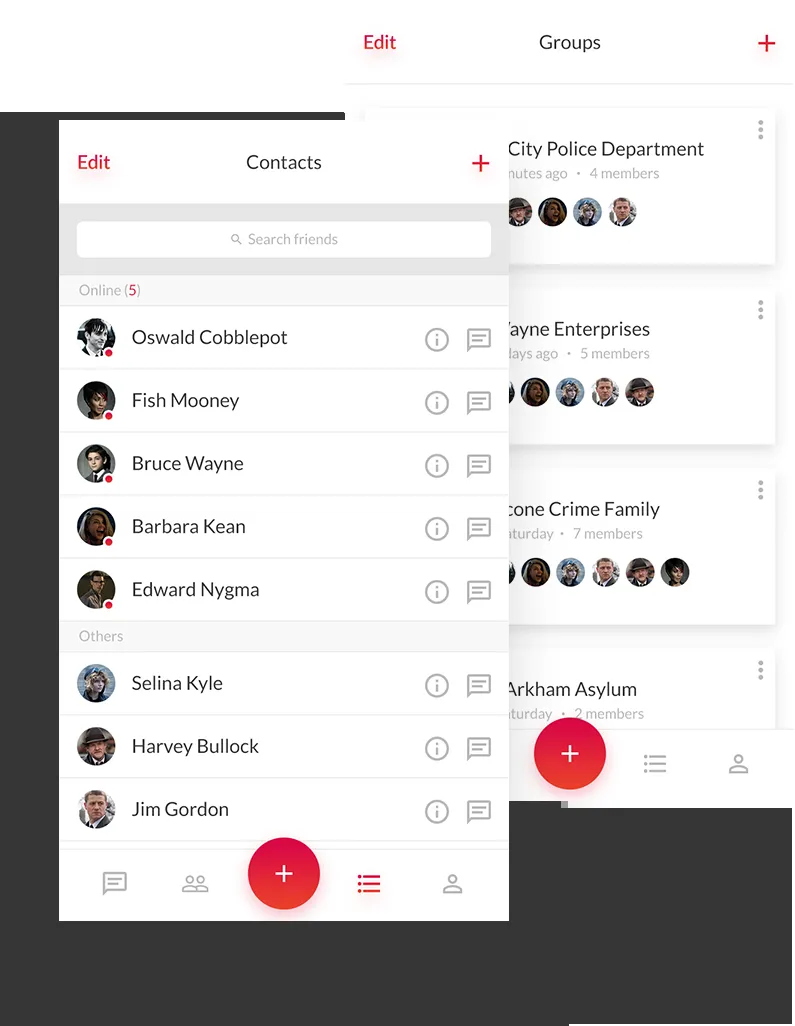 Edit Groups +
City Police Department
nutes ago • 4 members
ayne Enterprises
days ago • 5 members
cone Crime Family
turday • 7 members
Arkham Asylum
turday • 2 members
+
Edit Contacts +
Search friends
Online (5)
Oswald Cobblepot
Fish Mooney
Bruce Wayne
Barbara Kean
Edward Nygma
Others
Selina Kyle
Harvey Bullock
Jim Gordon
+